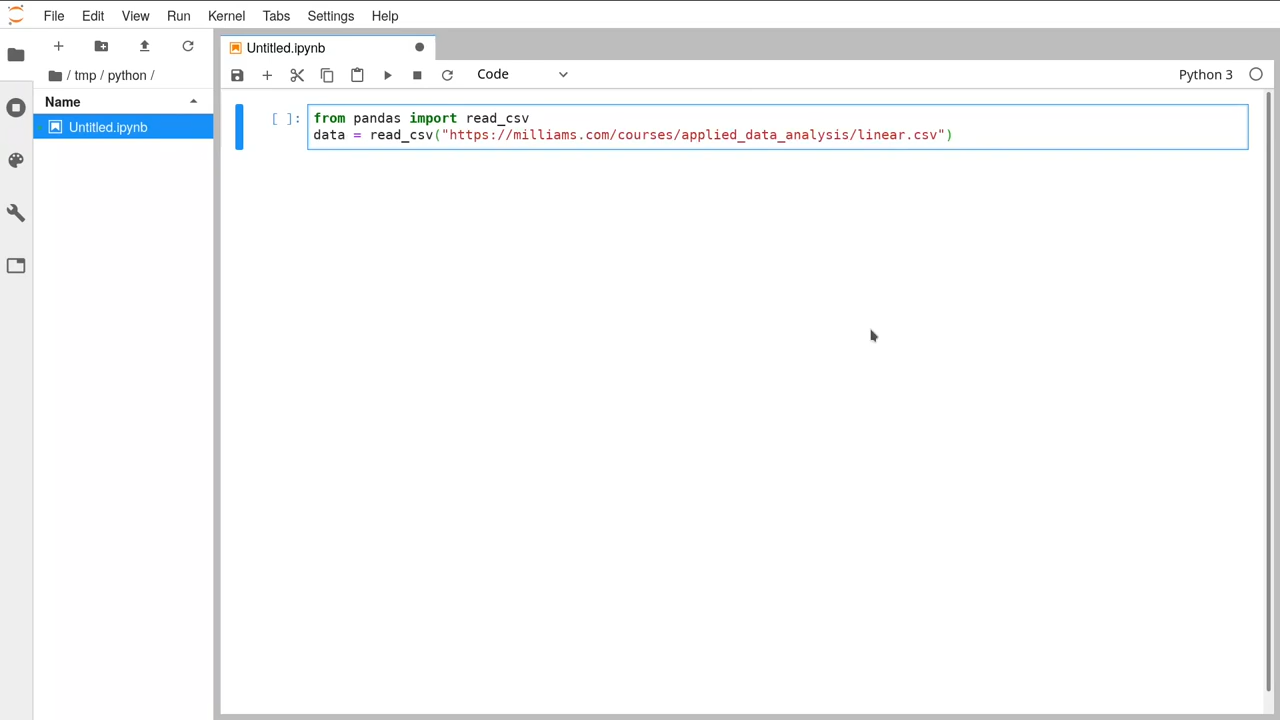 File Edit View Run Kernel Tabs Settings Help
Untitled.ipynb
Code
Python 3
/ tmp / python /
Name
Untitled.ipynb
[ ]:
from pandas import read_csv
data = read_csv("https://milliams.com/courses/applied_data_analysis/linear.csv")